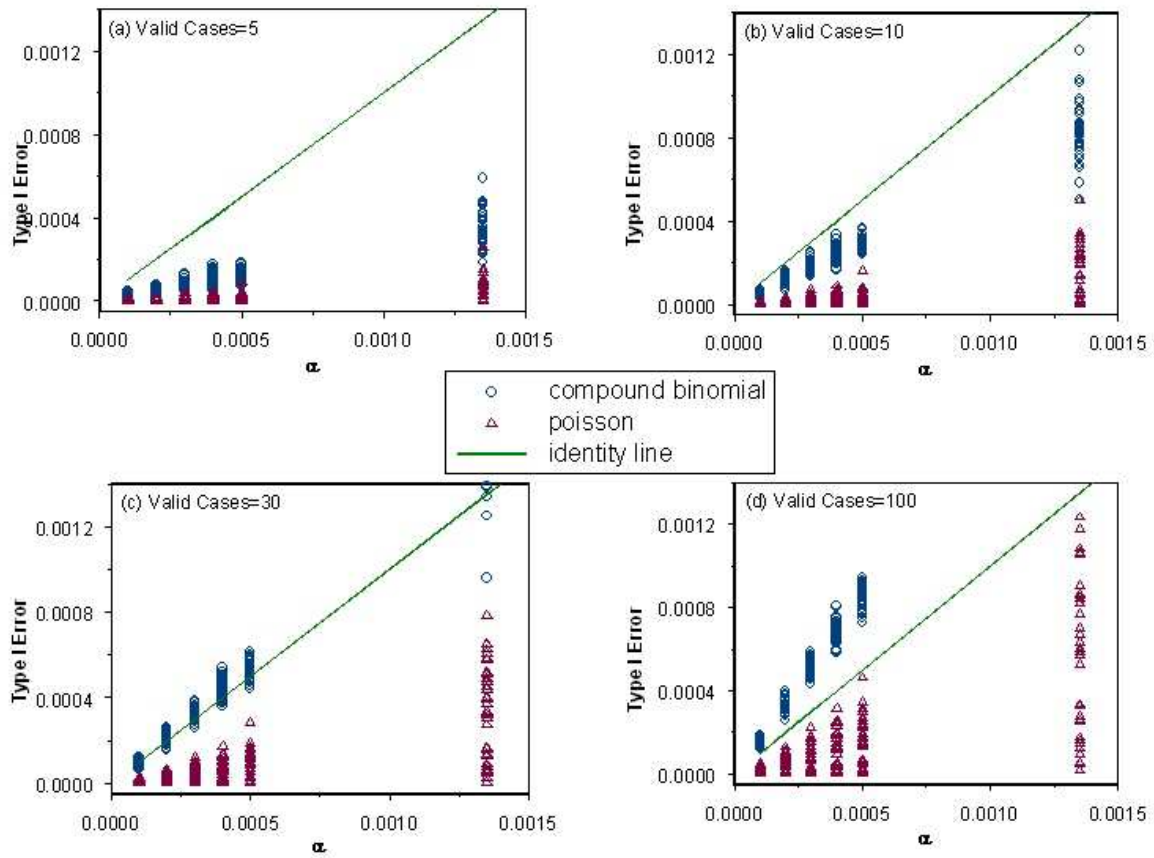 (a) Valid Cases=5
0.0012
0.0008
0.0004
0.0000
Type I Error
0.0000 0.0005 0.0010 0.0015
α
(b) Valid Cases=10
0.0012
0.0008
0.0004
0.0000
Type I Error
0.0000 0.0005 0.0010 0.0015
α
compound binomial
poisson
identity line
(c) Valid Cases=30
0.0012
0.0008
0.0004
0.0000
Type I Error
0.0000 0.0005 0.0010 0.0015
α
(d) Valid Cases=100
0.0012
0.0008
0.0004
0.0000
Type I Error
0.0000 0.0005 0.0010 0.0015
α